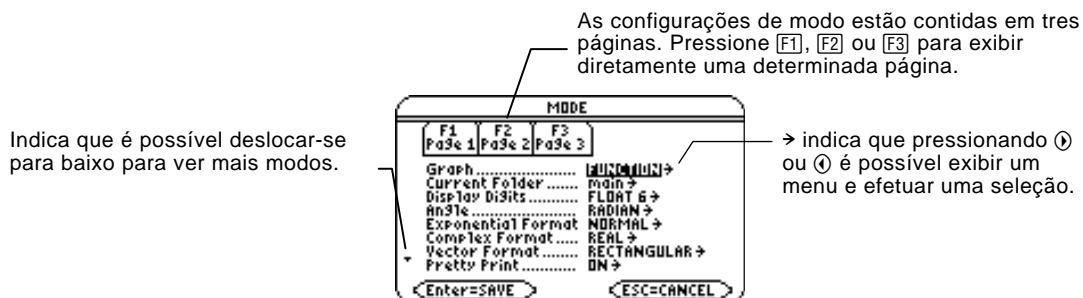 As configurações de modo estão contidas em tres
páginas. Pressione F1, F2 ou F3 para exibir
diretamente uma determinada página.
MODE
F1 F2 F3
Page 1 Page 2 Page 3
Indica que é possível deslocar-se
para baixo para ver mais modos.
→ indica que pressionando
ou é possível exibir um
menu e efetuar uma seleção.
Graph.............. FUNCTION→
Current Folder....... main→
Display Digits.......... FLOAT 6→
Angle.................. RADIAN→
Exponential Format NORMAL→
Complex Format..... REAL→
Vector Format........ RECTANGULAR→
Pretty Print........... ON→
Enter=SAVE ESC=CANCEL